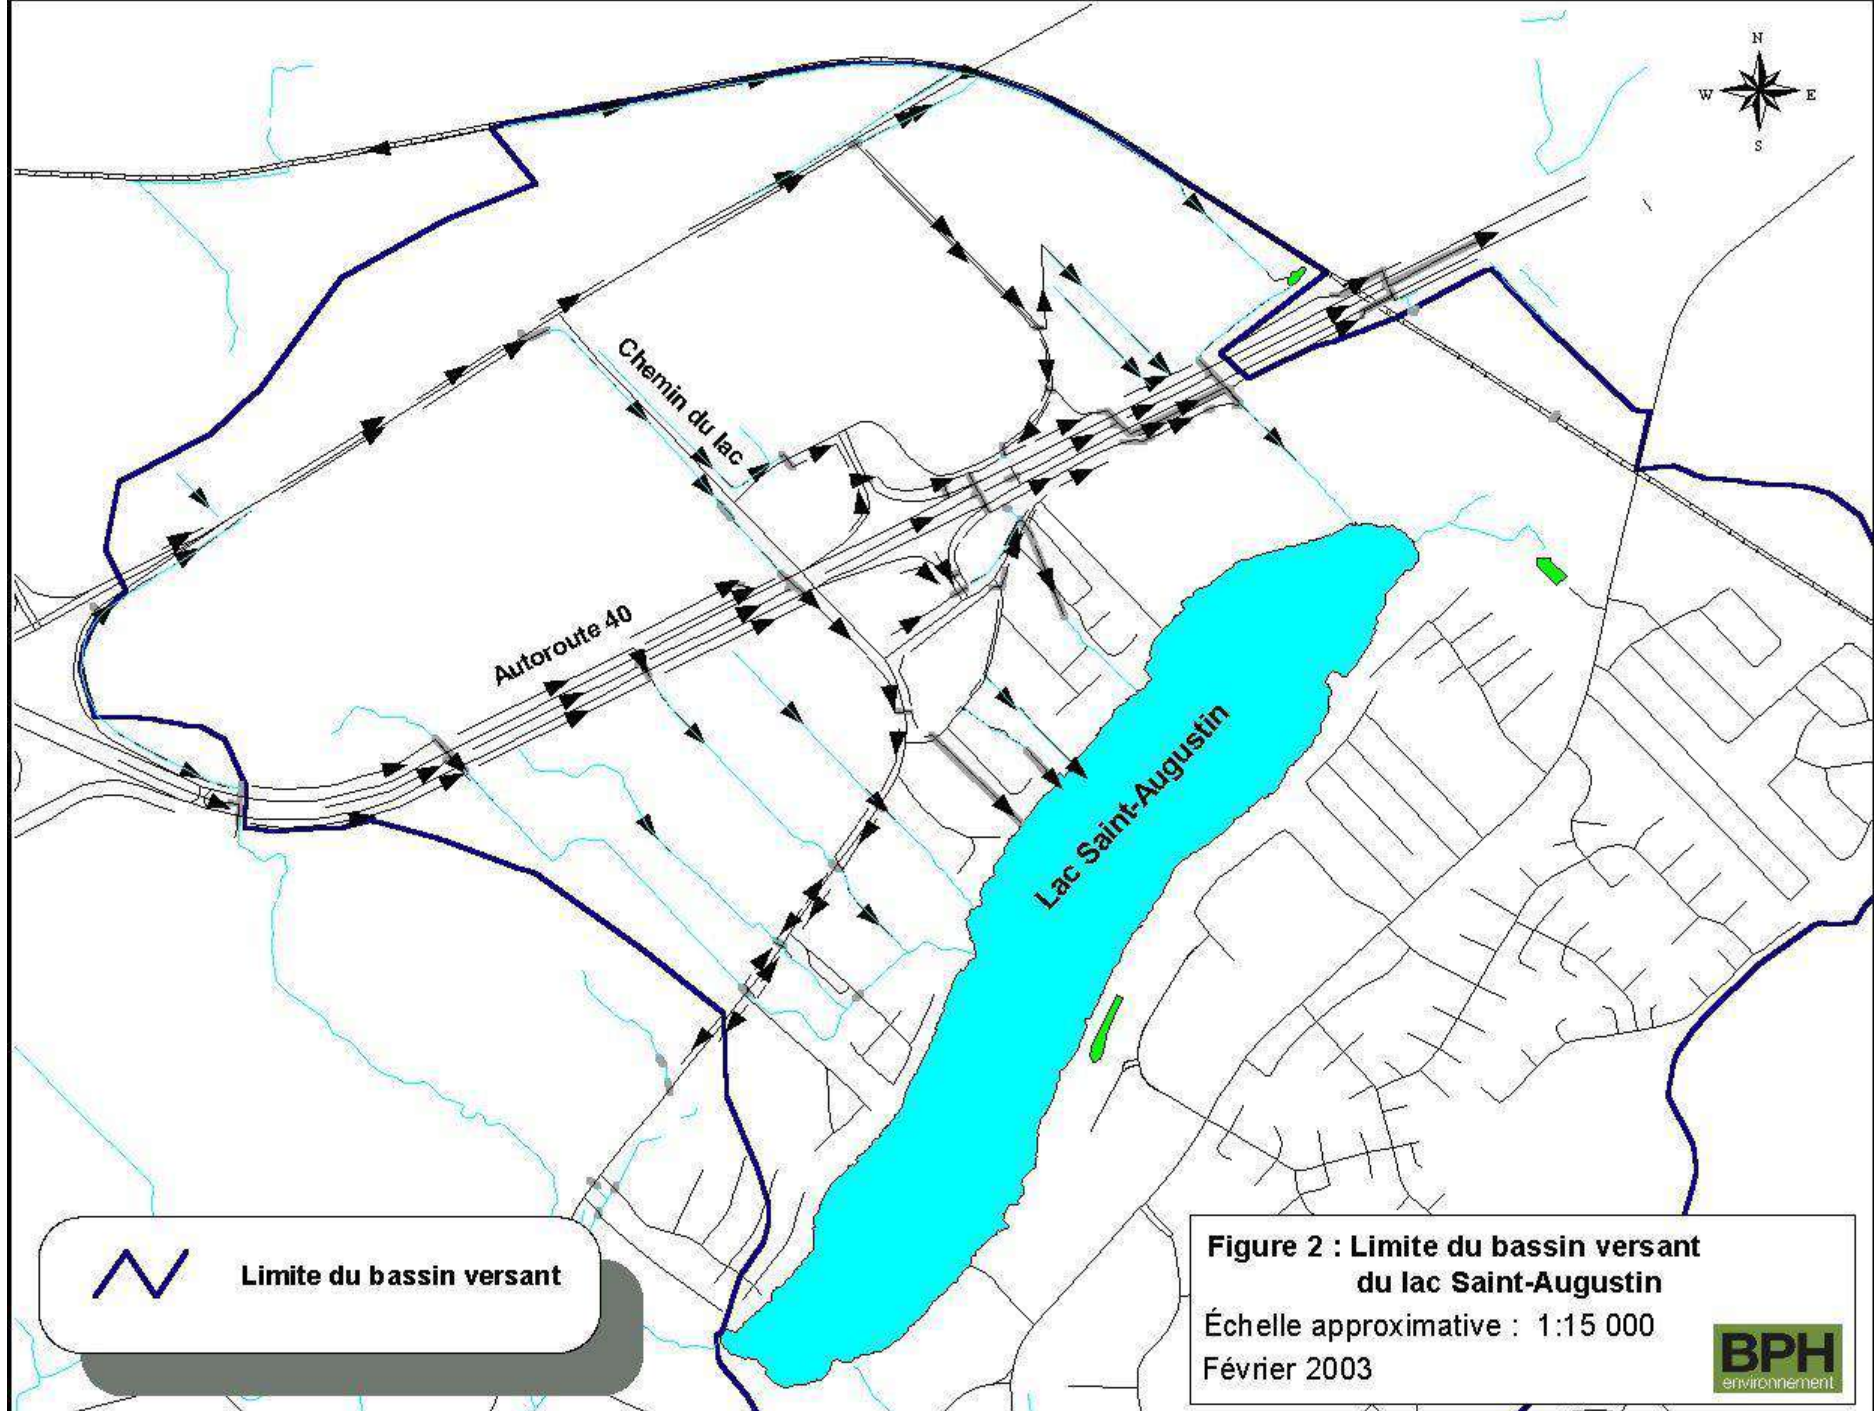 N
W
E
S
Chemin du lac
Autoroute 40
Lac Saint-Augustin
Limite du bassin versant
Figure 2 : Limite du bassin versant
du lac Saint-Augustin
Échelle approximative : 1:15 000
Février 2003
BPH
environnement